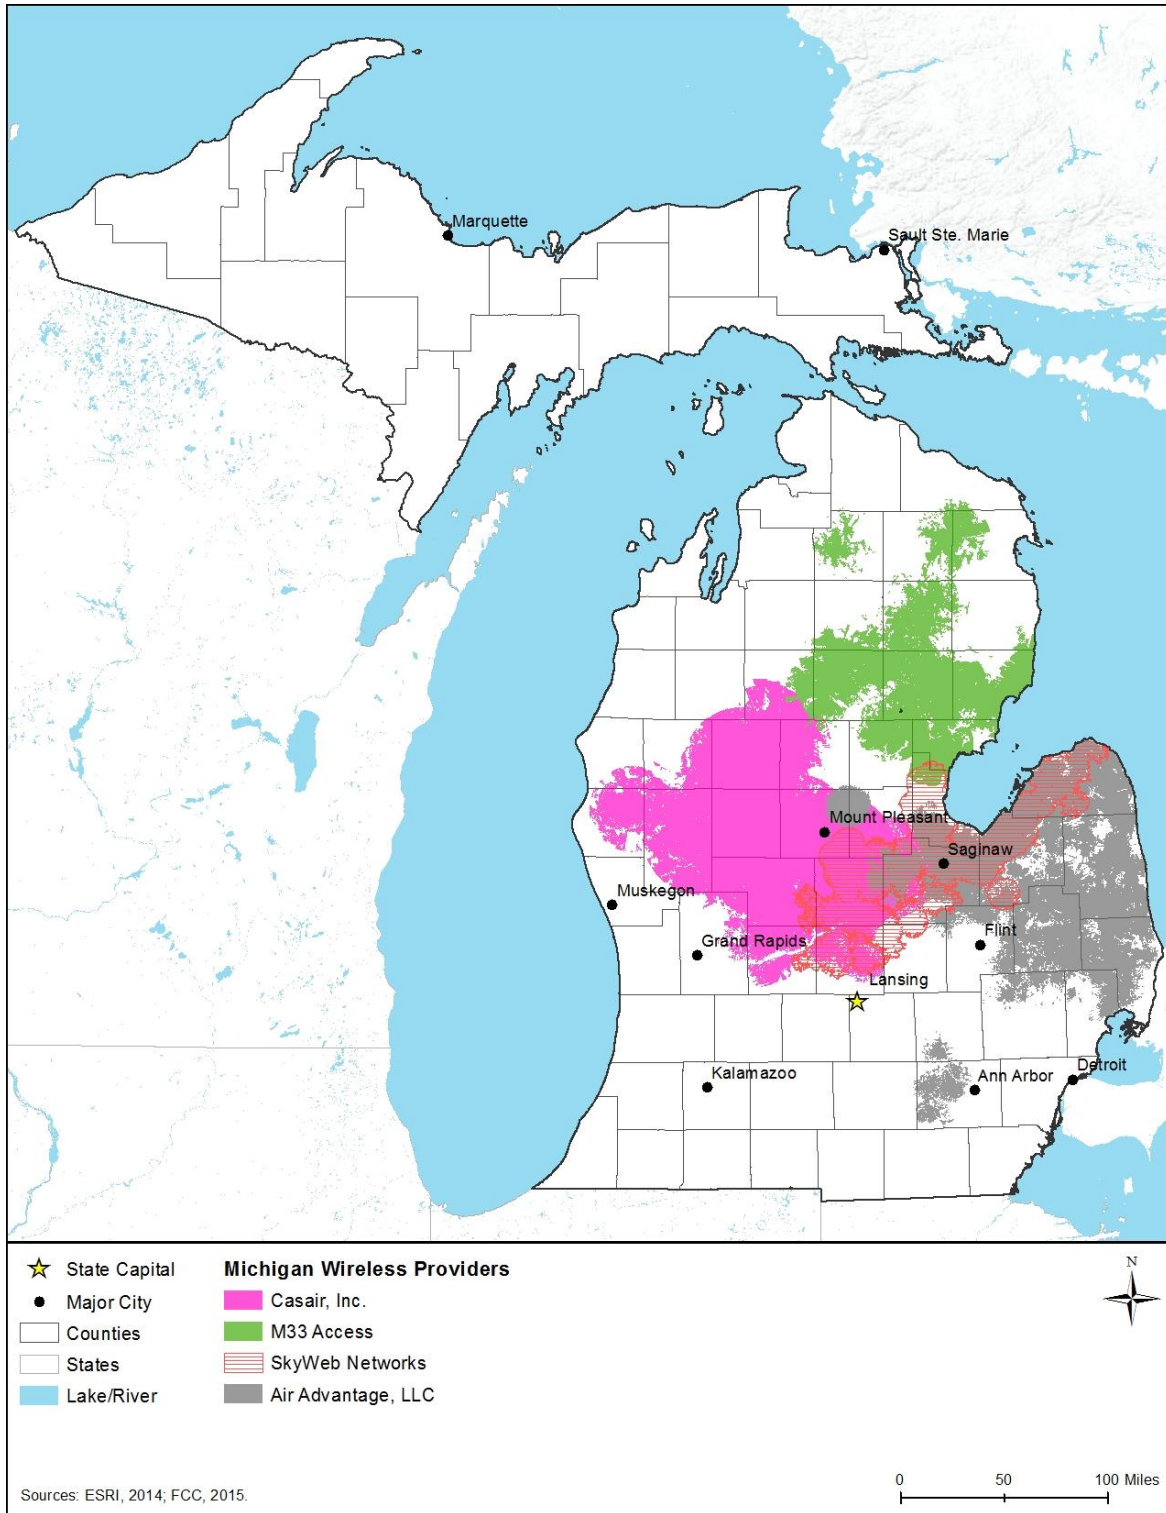 Marquette
Sault Ste. Marie
Mount Pleasant
Saginaw
Muskegon
Flint
Grand Rapids
Lansing
Kalamazoo
Ann Arbor
Detroit
State Capital
Major City
Counties
States
Lake/River
Michigan Wireless Providers
Casair, Inc.
M33 Access
SkyWeb Networks
Air Advantage, LLC
N
0 50 100 Miles
Sources: ESRI, 2014; FCC, 2015.